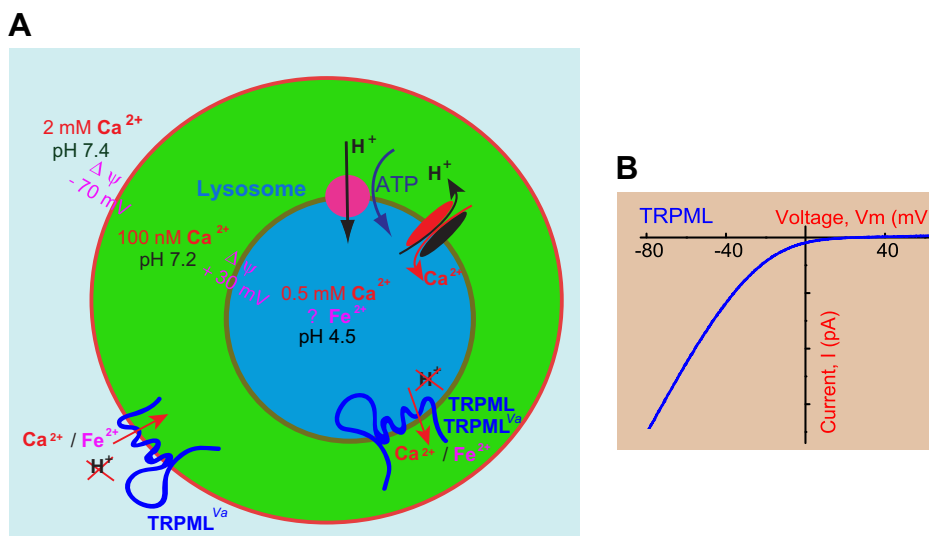 A
2 mM Ca2+
pH 7.4
Δ ψ
- 70 mV
H+
ATP
H+
Lysosome
100 nM Ca2+
pH 7.2
Δ ψ
+ 30 mV
Ca2+
0.5 mM Ca2+
? Fe2+
pH 4.5
H+
TRPML
TRPMLVa
Ca2+ / Fe2+
Ca2+ / Fe2+
H+
TRPMLVa
B
TRPML
Voltage, Vm (mV
-80 -40 40
Current, I (pA)